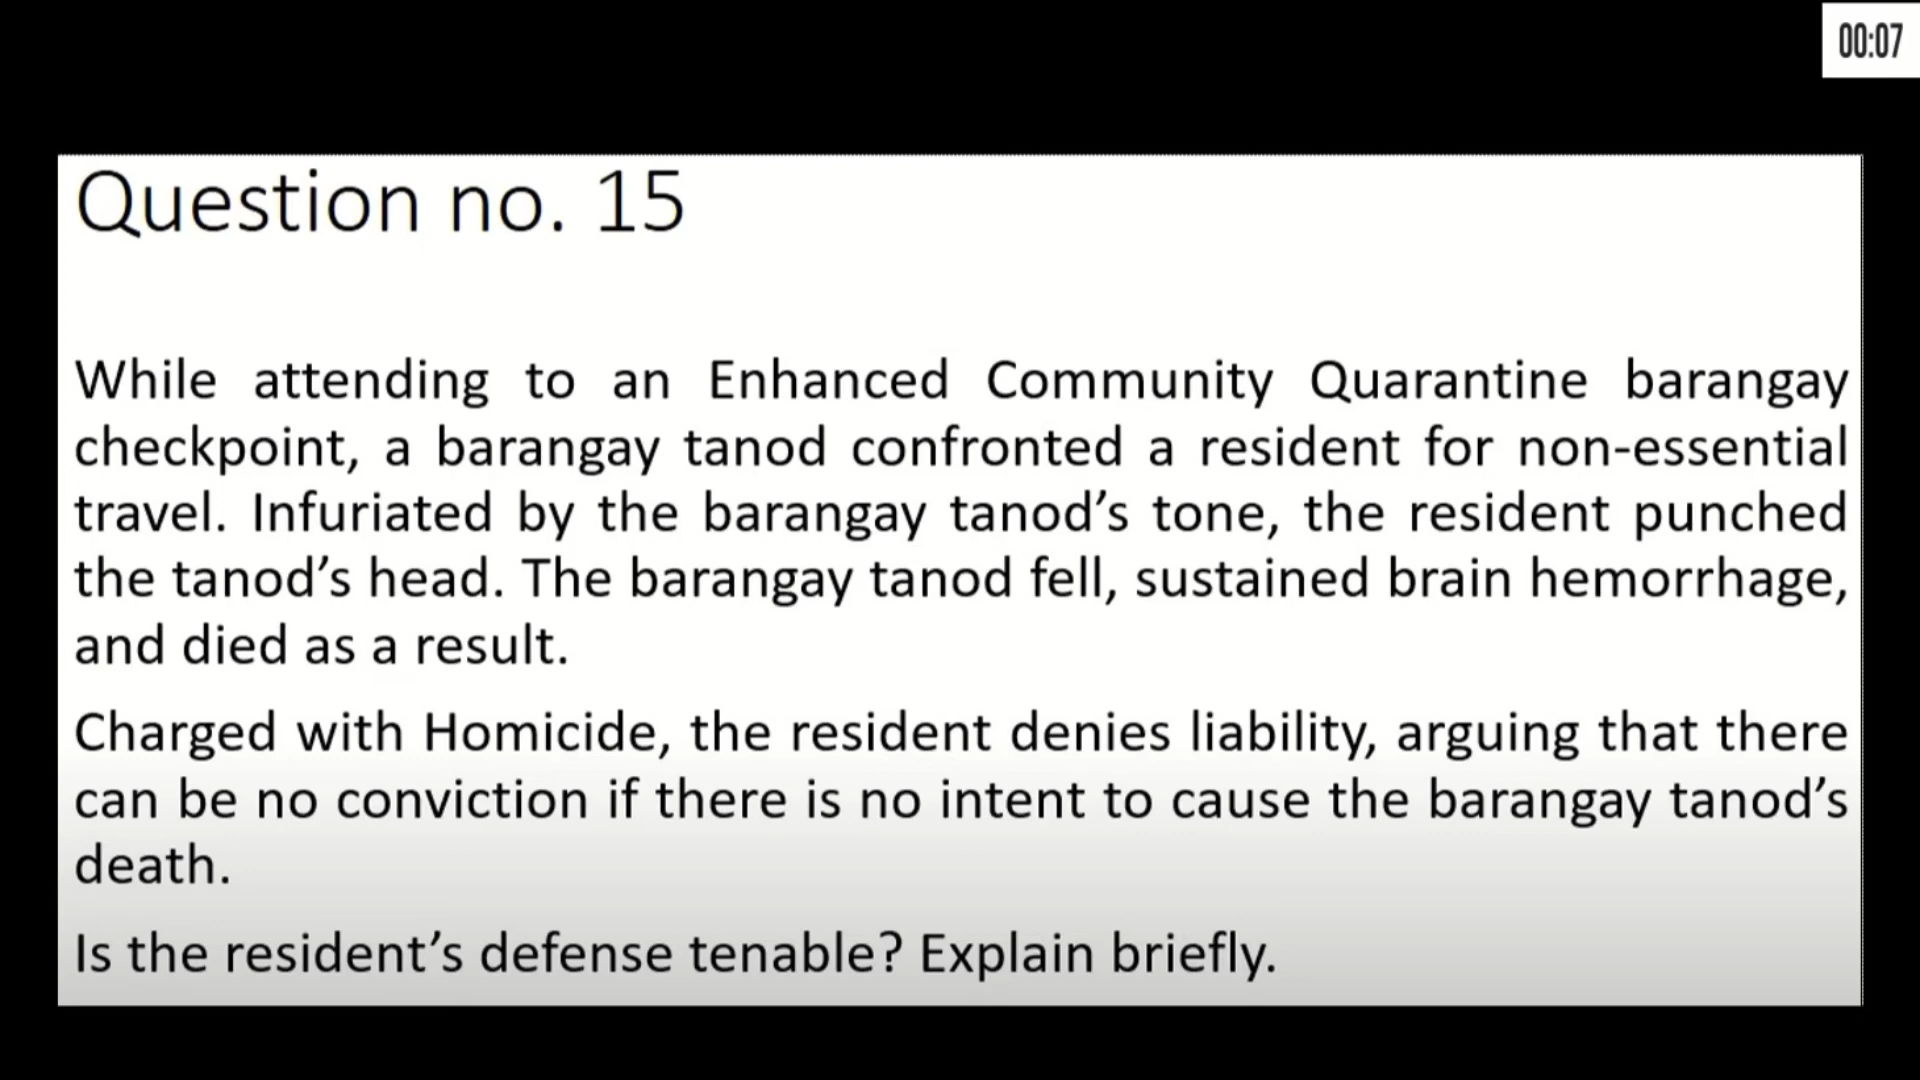 00:07
Question no. 15
While attending to an Enhanced Community Quarantine barangay
checkpoint, a barangay tanod confronted a resident for non-essential
travel. Infuriated by the barangay tanod’s tone, the resident punched
the tanod’s head. The barangay tanod fell, sustained brain hemorrhage,
and died as a result.
Charged with Homicide, the resident denies liability, arguing that there
can be no conviction if there is no intent to cause the barangay tanod’s
death.
Is the resident’s defense tenable? Explain briefly.